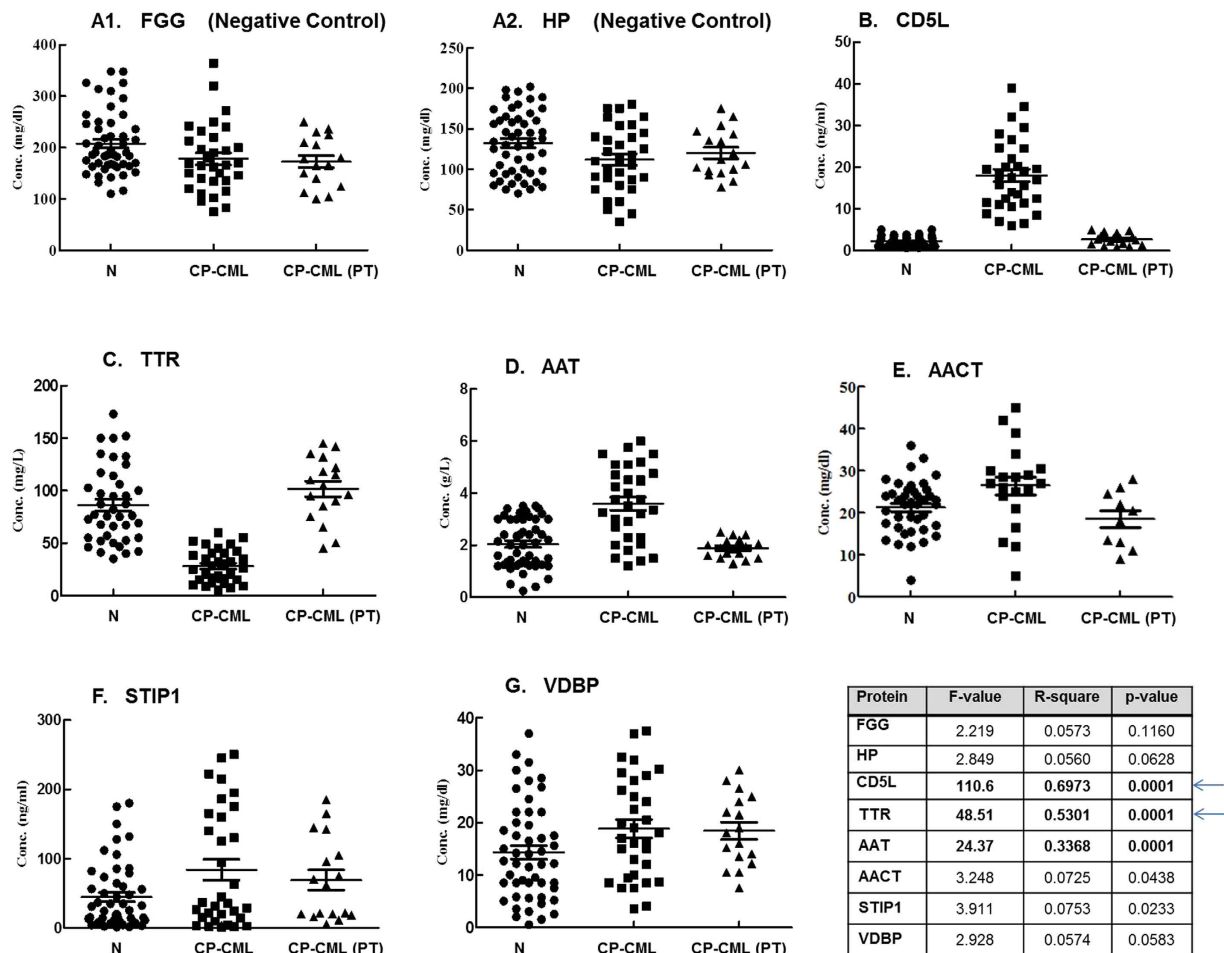 A1. FGG (Negative Control)
Conc. (mg/dl)
400
300
200
100
0
N CP-CML CP-CML (PT)
A2. HP (Negative Control)
Conc. (mg/dl)
250
200
150
100
50
0
N CP-CML CP-CML (PT)
B. CD5L
Conc. (ng/ml)
50
40
30
20
10
0
N CP-CML CP-CML (PT)
C. TTR
Conc. (mg/L)
200
150
100
50
0
N CP-CML CP-CML (PT)
D. AAT
Conc. (g/L)
8
6
4
2
0
N CP-CML CP-CML (PT)
E. AACT
Conc. (mg/dl)
50
40
30
20
10
0
N CP-CML CP-CML (PT)
F. STIP1
Conc. (ng/ml)
300
200
100
0
N CP-CML CP-CML (PT)
G. VDBP
Conc. (mg/dl)
40
30
20
10
0
N CP-CML CP-CML (PT)
Protein F-value R-square p-value
FGG 2.219 0.0573 0.1160
HP 2.849 0.0560 0.0628
CD5L 110.6 0.6973 0.0001
TTR 48.51 0.5301 0.0001
AAT 24.37 0.3368 0.0001
AACT 3.248 0.0725 0.0438
STIP1 3.911 0.0753 0.0233
VDBP 2.928 0.0574 0.0583